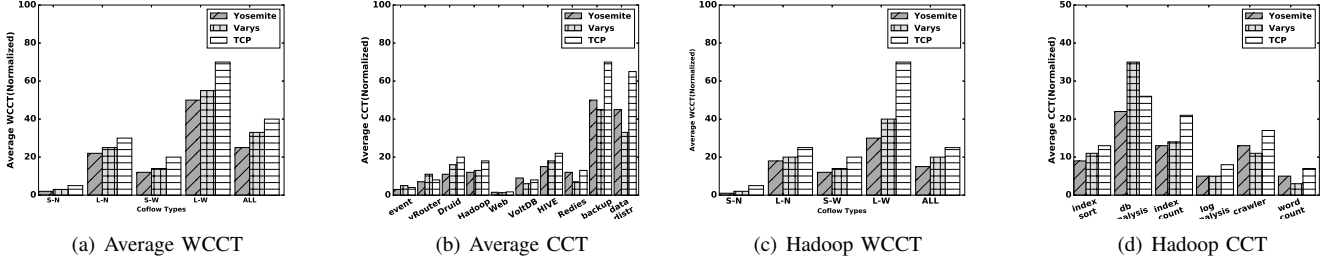 100
80
60
40
20
0
Average WCCT(Normalized)
Yosemite
Varys
TCP
S-N
L-N
S-W
L-W
ALL
Coflow Types
(a) Average WCCT
100
80
60
40
20
0
Average CCT(Normalized)
Yosemite
Varys
TCP
event
vRouter
Druid
Hadoop
Web
VoltDB
HIVE
Redies
backup
data
distr
(b) Average CCT
100
80
60
40
20
0
Average WCCT(Normalized)
Yosemite
Varys
TCP
S-N
L-N
S-W
L-W
ALL
Coflow Types
(c) Hadoop WCCT
50
40
30
20
10
0
Average CCT(Normalized)
Yosemite
Varys
TCP
index
sort
db
nalysis
index
count
log
nalysis
crawler
word
count
(d) Hadoop CCT